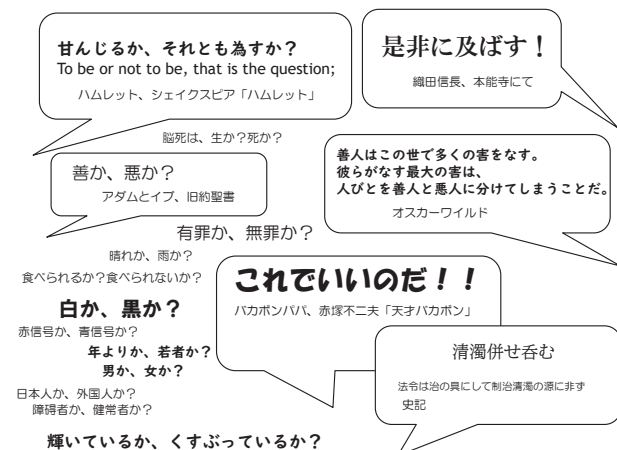 甘んじるか、それとも為すか？
To be or not to be, that is the question;
ハムレット、シェイクスピア「ハムレット」
是非に及ばす！
織田信長、本能寺にて
脳死は、生か？死か？
善か、悪か？
アダムとイブ、旧約聖書
善人はこの世で多くの害をなす。
彼らがなす最大の害は、
人びとを善人と悪人に分けてしまうことだ。
オスカーワイルド
有罪か、無罪か？
晴れか、雨か？
食べられるか？食べられないか？
これでいいのだ！！
バカボンパパ、赤塚不二夫「天才バカボン」
白か、黒か？
赤信号か、青信号か？
年よりか、若者か？
男か、女か？
清濁併せ呑む
法令は治の具にして制治清濁の源に非ず
史記
日本人か、外国人か？
障碍者か、健常者か？
輝いているか、くすぶっているか？